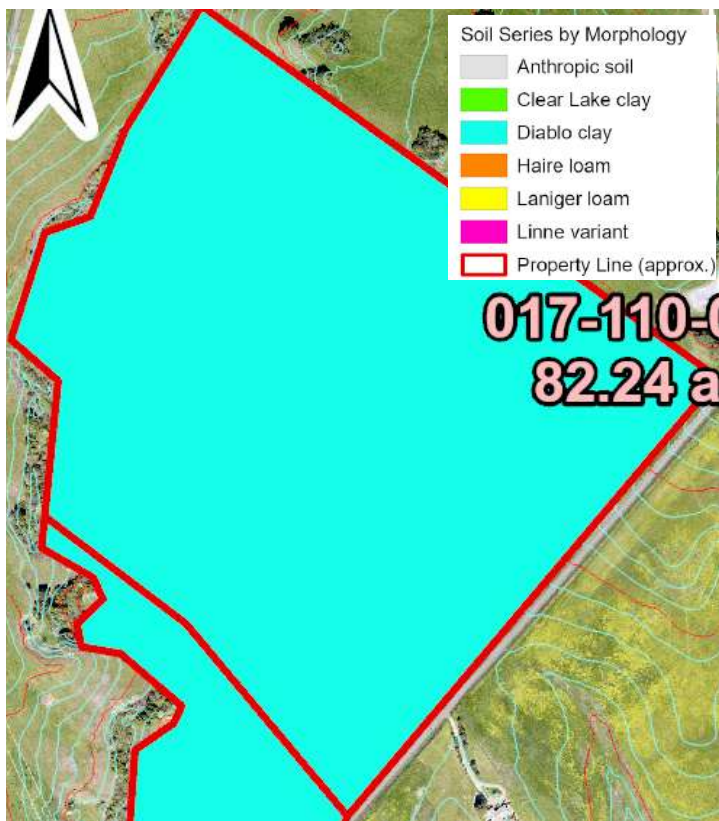 Soil Series by Morphology
Anthropic soil
Clear Lake clay
Diablo clay
Haire loam
Laniger loam
Linne variant
Property Line (approx.)
017-110-0
82.24 a